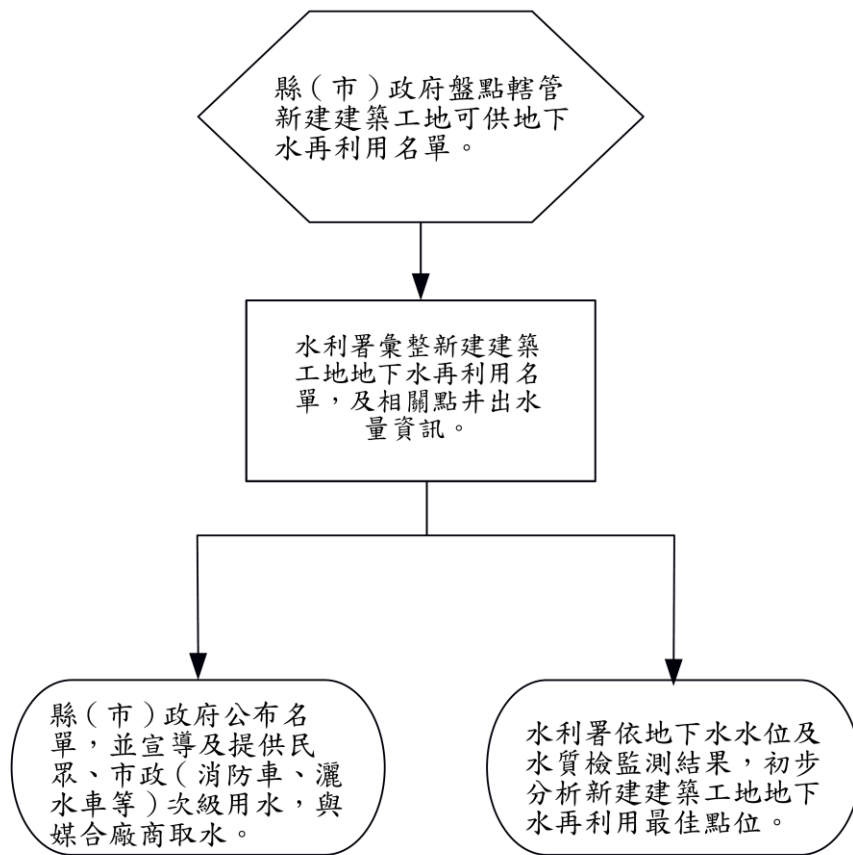 縣（市）政府盤點轄管
新建建築工地可供地下
水再利用名單。
水利署彙整新建建築
工地地下水再利用名
單，及相關點井出水
量資訊。
縣（市）政府公布名
單，並宣導及提供民
眾、市政（消防車、灑
水車等）次級用水，與
媒合廠商取水。
水利署依地下水水位及
水質檢監測結果，初步
分析新建建築工地地下
水再利用最佳點位。